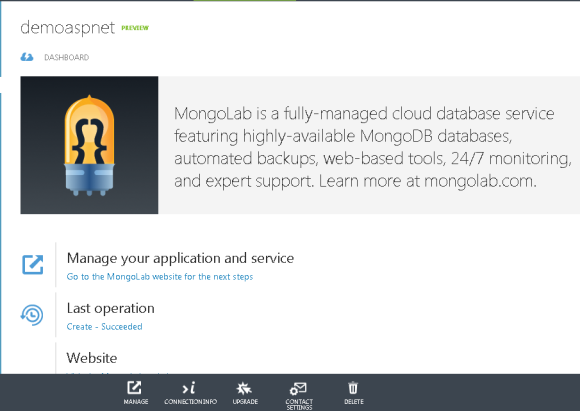 demoaspnet PREVIEW
DASHBOARD
MongoLab is a fully-managed cloud database service
featuring highly-available MongoDB databases,
automated backups, web-based tools, 24/7 monitoring,
and expert support. Learn more at mongolab.com.
Manage your application and service
Go to the MongoLab website for the next steps
Last operation
Create - Succeeded
Website
MANAGE CONNECTION INFO UPGRADE CONTACT SETTINGS DELETE